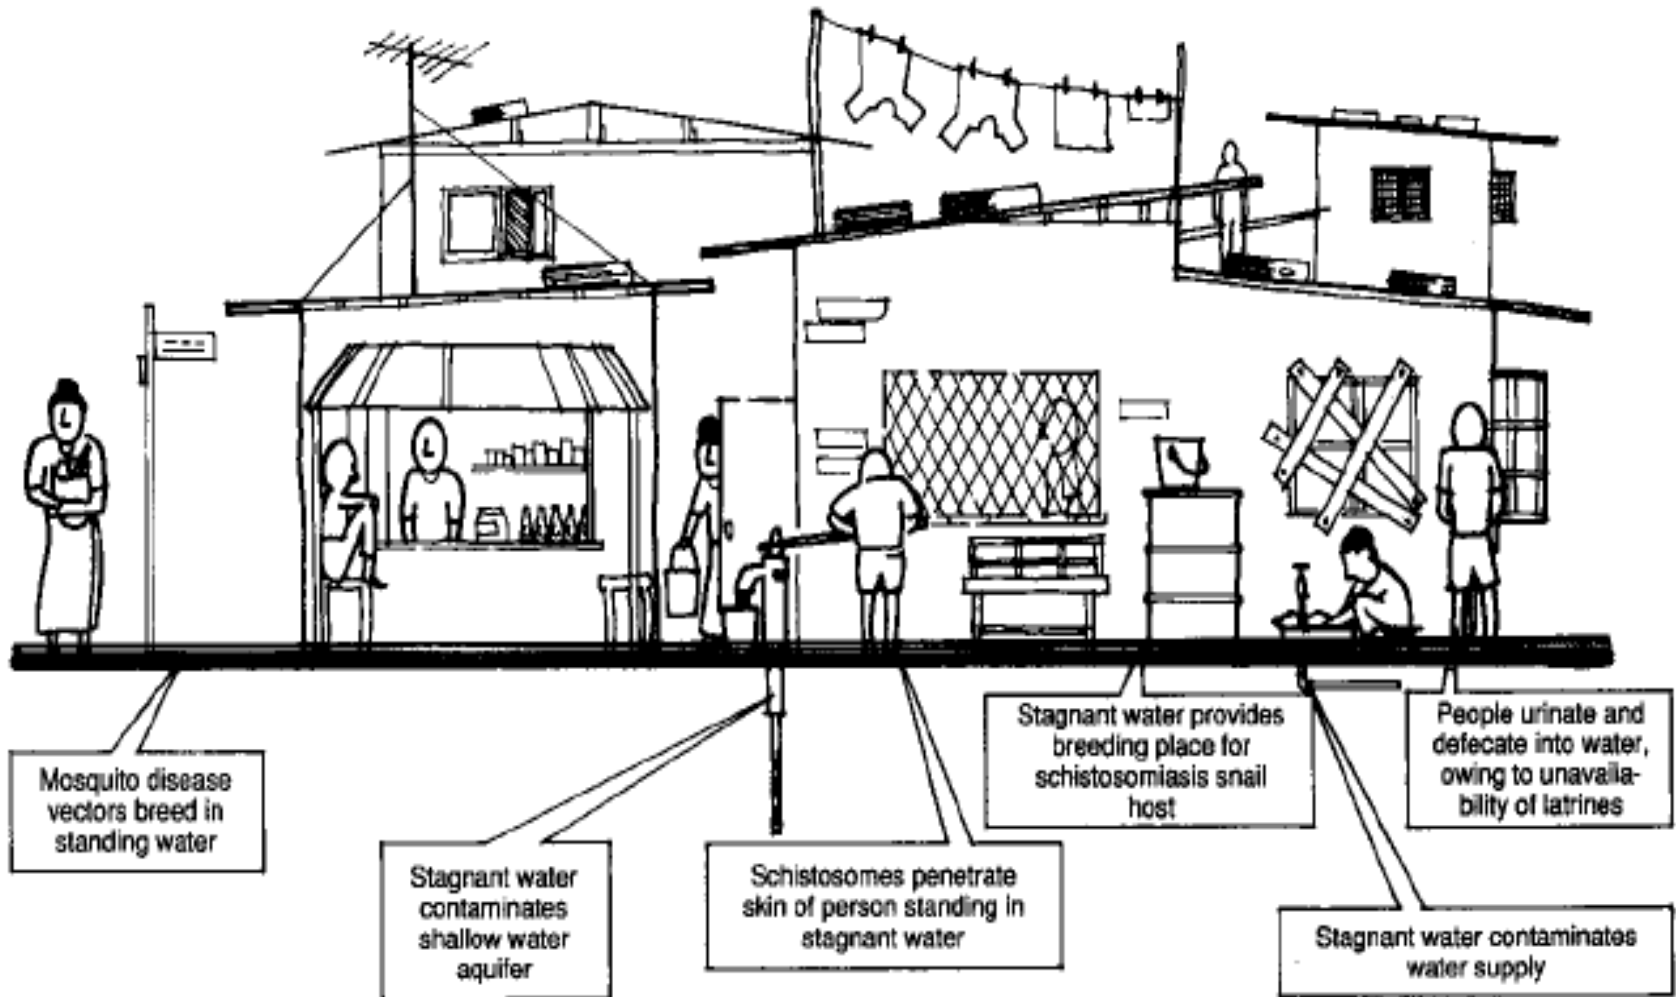 Mosquito disease
vectors breed in
standing water
Stagnant water
contaminates
shallow water
aquifer
Schistosomes penetrate
skin of person standing in
stagnant water
Stagnant water provides
breeding place for
schistosomiasis snail
host
Stagnant water contaminates
water supply
People urinate and
defecate into water,
owing to unavaila-
bility of latrines